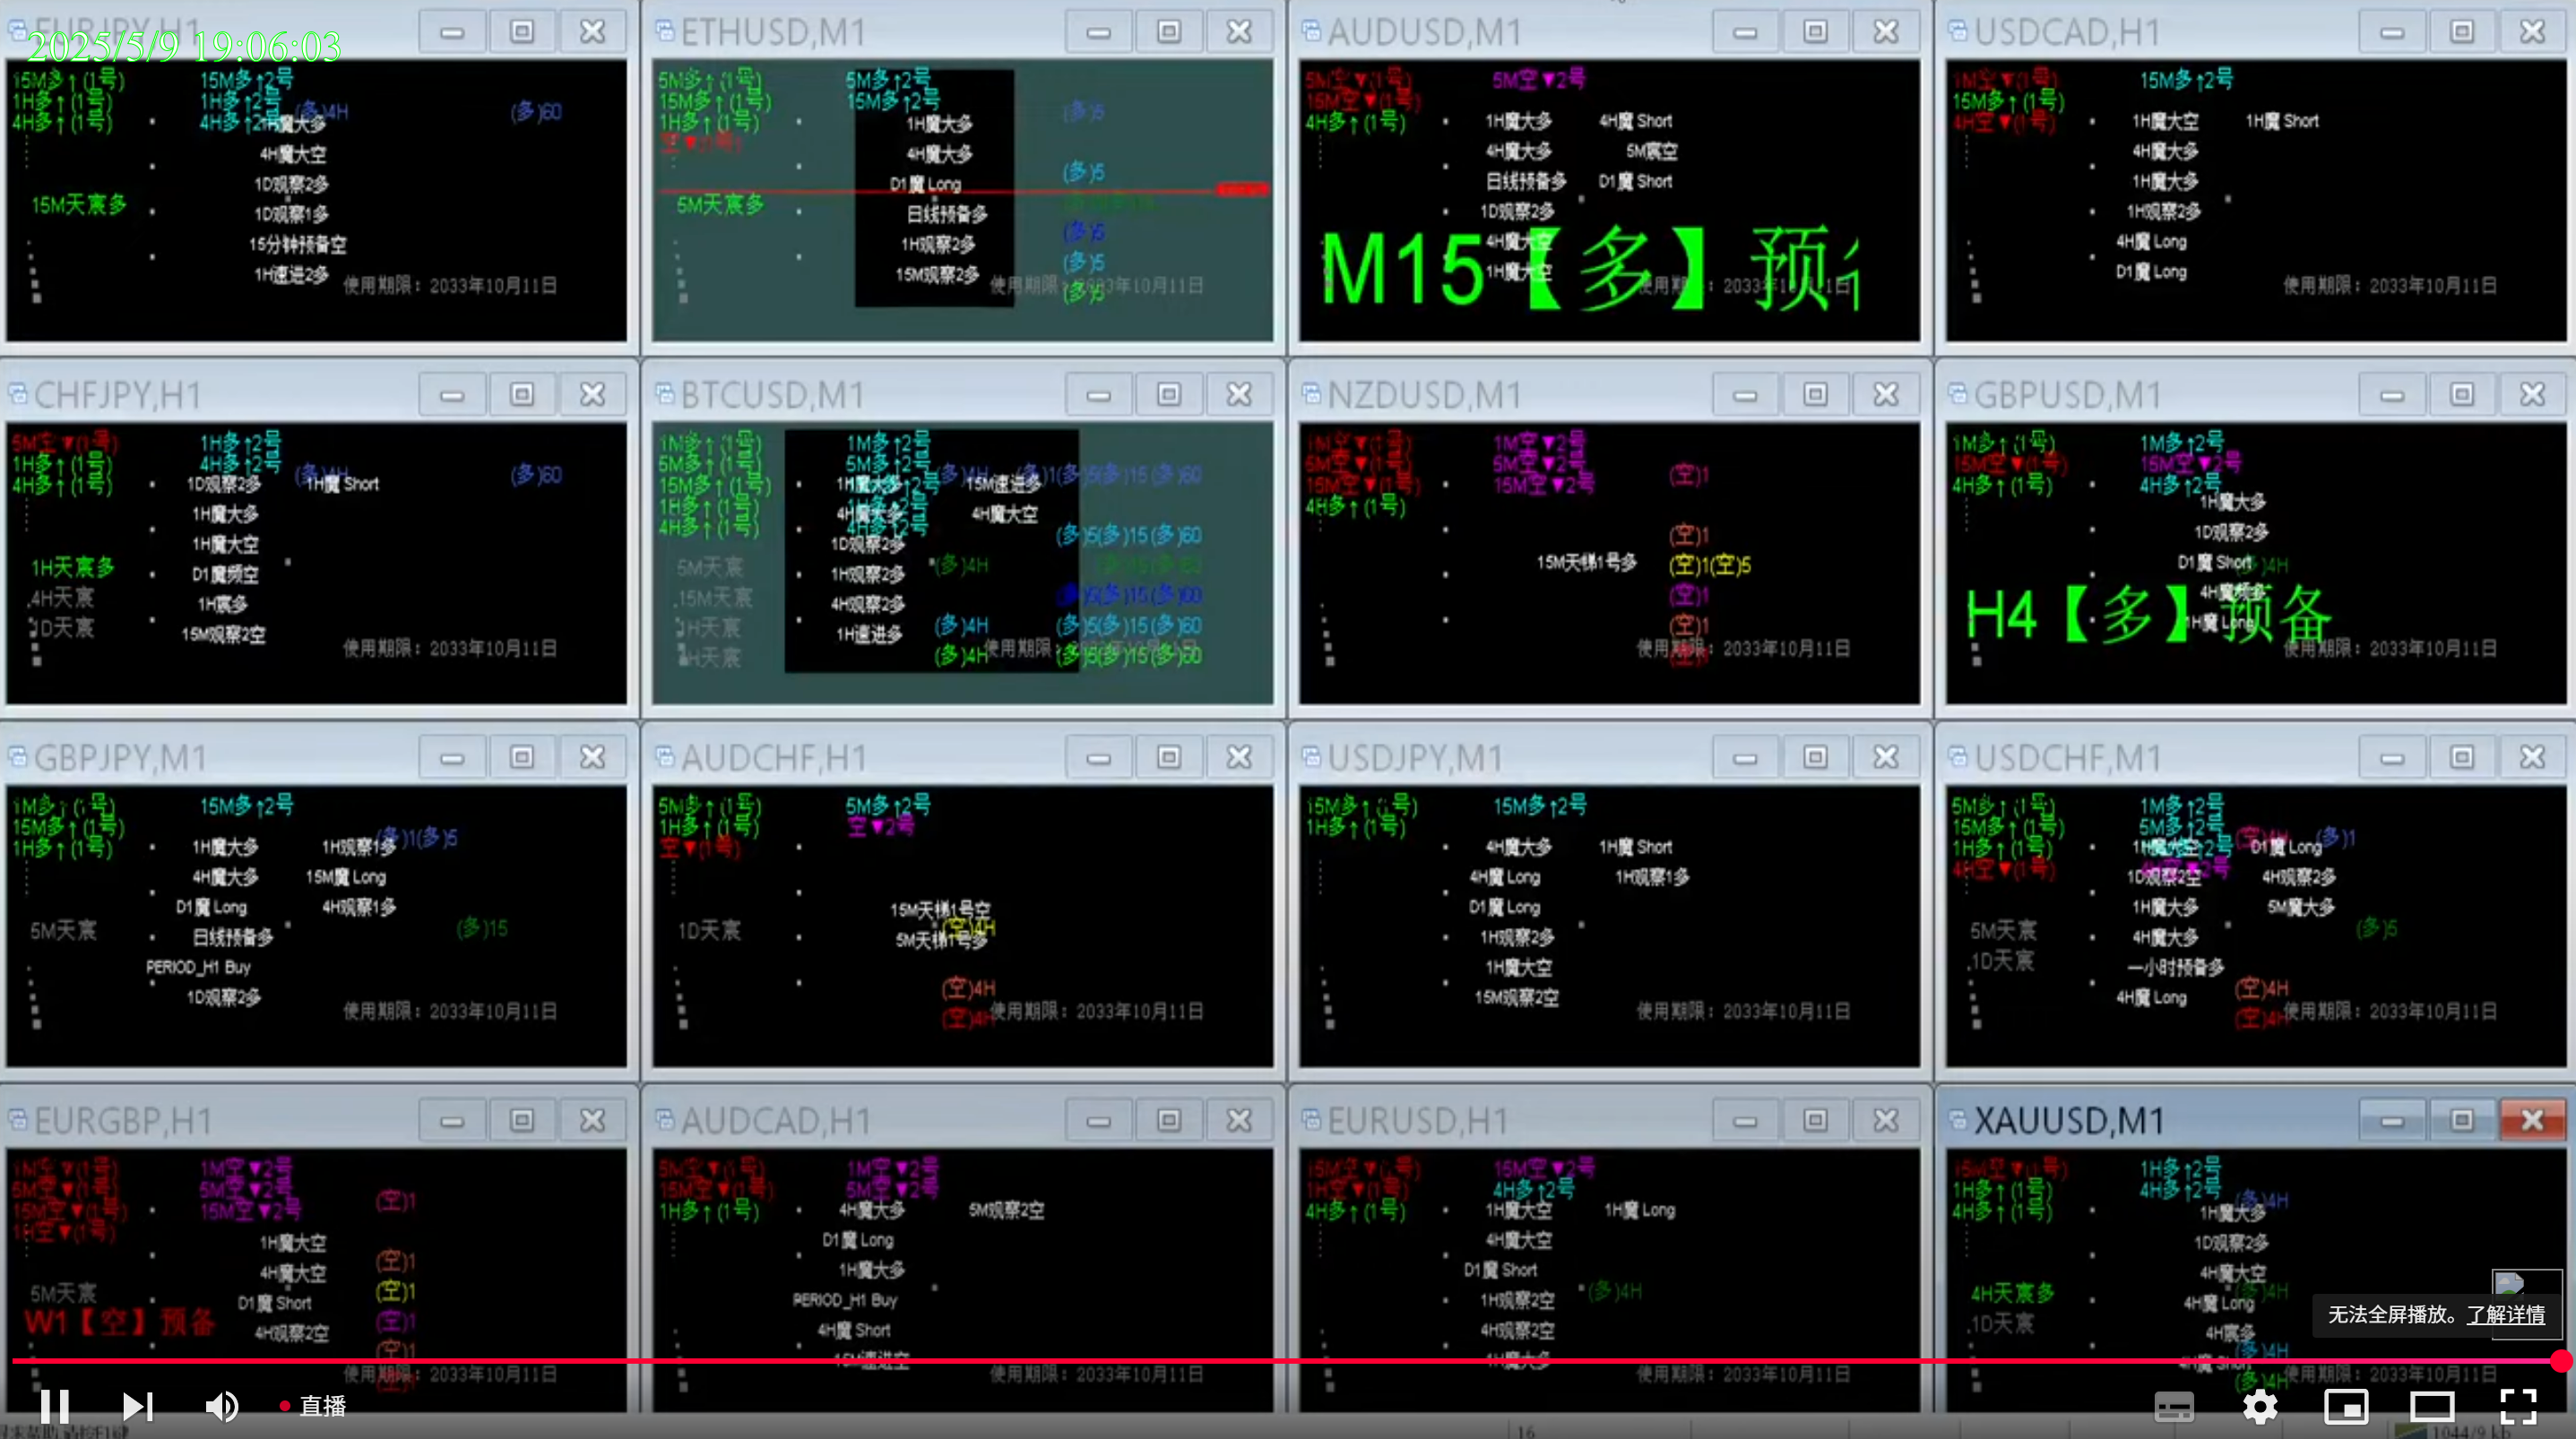 EURJPY,H1
2025/5/9 19:06:03
15M多↑(1号) 15M多↑2号
1H多↑(1号) 1H多↑2号 (多)4H (多)60
4H多↑(1号) 4H多↑2号
1H魔大多
4H魔大空
1D观察2多
15M天宸多
1D观察1多
15分钟预备空
1H速进2多
使用期限：2033年10月11日
ETHUSD,M1
5M多↑(1号) 5M多↑2号
15M多↑(1号) 15M多↑2号
1H多↑(1号) (多)5
空▼(1号)
1H魔大多
4H魔大多
D1魔 Long (多)5
5M天宸多
日线预备多
1H观察2多 (多)5
15M观察2多 (多)5
使用期限：2033年10月11日
(多)5
AUDUSD,M1
5M空▼(1号) 5M空▼2号
15M空▼(1号)
4H多↑(1号) 1H魔大多 4H魔 Short
4H魔大多 5M宸空
日线预备多 D1魔 Short
1D观察2多
4H魔大空
M15【多】预
1H魔大空
USDCAD,H1
1M空▼(1号) 15M多↑2号
15M多↑(1号)
4H空▼(1号) 1H魔大空 1H魔 Short
4H魔大多
1H魔大多
1H观察2多
4H魔 Long
D1魔 Long
使用期限：2033年10月11日
CHFJPY,H1
5M空▼(1号) 1H多↑2号
1H多↑(1号) 4H多↑2号 (多)4H (多)60
4H多↑(1号) 1D观察2多 1H魔 Short
1H魔大多
1H魔大空
1H天宸多 D1魔频空
4H天宸 1H宸多
1D天宸 15M观察2空
使用期限：2033年10月11日
BTCUSD,M1
1M多↑(1号) 1M多↑2号
5M多↑(1号) 5M多↑2号 (多)4H (多)1(多)5(多)15(多)60
15M多↑(1号) 1H魔大多 15M速进多
1H多↑(1号) 4H魔大多 4H魔大空
4H多↑(1号) 4H多↑2号 (多)5(多)15(多)60
1D观察2多
5M天宸 1H观察2多 (多)4H
15M天宸 4H观察2多 (多)5(多)15(多)60
1H天宸 1H速进多 (多)4H (多)5(多)15(多)60
4H天宸 (多)4H (多)5(多)15(多)60
NZDUSD,M1
1M空▼(1号) 1M空▼2号
5M空▼(1号) 5M空▼2号 (空)1
15M空▼(1号) 15M空▼2号
4H多↑(1号)
(空)1
15M天梯1号多 (空)1(空)5
(空)1
(空)1
使用期限：2033年10月11日
GBPUSD,M1
1M多↑(1号) 1M多↑2号
15M空▼(1号) 15M空▼2号
4H多↑(1号) 4H多↑2号
1H魔大多
1D观察2多
D1魔 Short
4H魔频多
H4【多】预备
1H魔 Long
使用期限：2033年10月11日
GBPJPY,M1
1M多↑(1号) 15M多↑2号
15M多↑(1号) (多)1(多)5
1H多↑(1号) 1H魔大多 1H观察1多
4H魔大多 15M魔 Long
D1魔 Long 4H观察1多
5M天宸 日线预备多 (多)15
PERIOD_H1 Buy
1D观察2多
使用期限：2033年10月11日
AUDCHF,H1
5M多↑(1号) 5M多↑2号
1H多↑(1号) 空▼2号
空▼(1号)
15M天梯1号空
1D天宸 (空)4H
5M天梯1号多
(空)4H
(空)4H
使用期限：2033年10月11日
USDJPY,M1
15M多↑(1号) 15M多↑2号
1H多↑(1号)
4H魔大多 1H魔 Short
4H魔 Long 1H观察1多
D1魔 Long
1H观察2多
1H魔大空
15M观察2空
使用期限：2033年10月11日
USDCHF,M1
5M多↑(1号) 1M多↑2号
15M多↑(1号) 5M多↑2号 (空)4H (多)1
1H多↑(1号) D1魔 Long
4H空▼(1号) 4H空▼2号
1D观察2空 4H观察2多
1H魔大多 5M魔大多
5M天宸 4H魔大多 (多)5
1D天宸 一小时预备多
4H魔 Long (空)4H
(空)4H
使用期限：2033年10月11日
EURGBP,H1
1M空▼(1号) 1M空▼2号
5M空▼(1号) 5M空▼2号
15M空▼(1号) 15M空▼2号 (空)1
1H空▼(1号)
1H魔大空
4H魔大空 (空)1
5M天宸 D1魔 Short (空)1
W1【空】预备 4H观察2空 (空)1
(空)1
使用期限：2033年10月11日
AUDCAD,H1
5M空▼(1号) 1M空▼2号
15M空▼(1号) 5M空▼2号
1H多↑(1号) 4H魔大多 5M观察2空
D1魔 Long
1H魔大多
PERIOD_H1 Buy
4H魔 Short
15M速进空
使用期限：2033年10月11日
EURUSD,H1
15M空▼(1号) 15M空▼2号
1H空▼(1号) 4H多↑2号
4H多↑(1号) 1H魔大空 1H魔 Long
4H魔大空
D1魔 Short
1H观察2空 (多)4H
4H观察2空
1H魔大多
使用期限：2033年10月11日
XAUUSD,M1
15M空▼(1号) 1H多↑2号
1H多↑(1号) 4H多↑2号 (多)4H
4H多↑(1号) 1H魔大多
1D观察2多
4H魔大空
4H天宸多 4H魔 Long (多)4H
1D天宸 4H宸多
(多)4H
4H魔 Short
(多)4H
使用期限：2033年10月11日
无法全屏播放。了解详情
直播
16
1044/9 kb